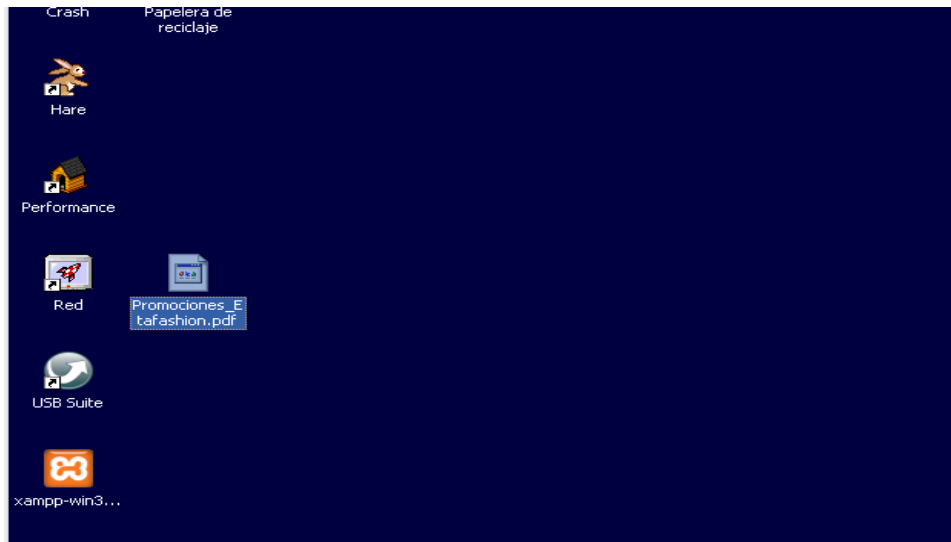 Crash
Papelera de
reciclaje
Hare
Performance
Red
Promociones_E
tafashion.pdf
USB Suite
xampp-win3...